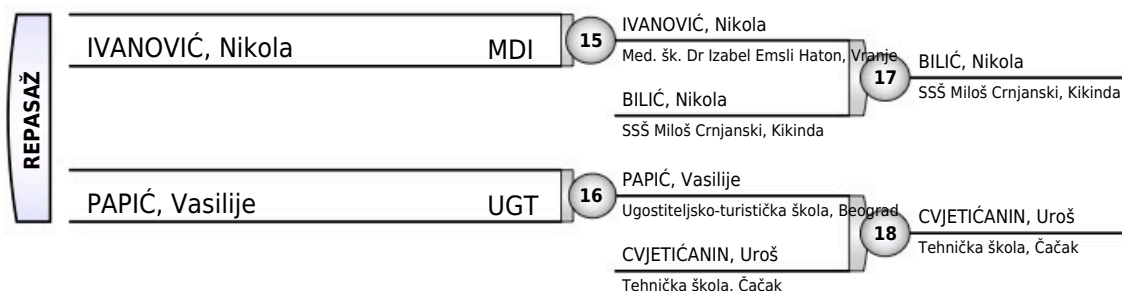 REPASAŽ
IVANOVIĆ, Nikola MDI
15
IVANOVIĆ, Nikola
Med. šk. Dr Izabel Emsli Haton, Vranje
BILIĆ, Nikola
SSŠ Miloš Crnjanski, Kikinda
17
BILIĆ, Nikola
SSŠ Miloš Crnjanski, Kikinda
PAPIĆ, Vasilije UGT
16
PAPIĆ, Vasilije
Ugostiteljsko-turistička škola, Beograd
CVJETIĆANIN, Uroš
Tehnička škola, Čačak
18
CVJETIĆANIN, Uroš
Tehnička škola, Čačak